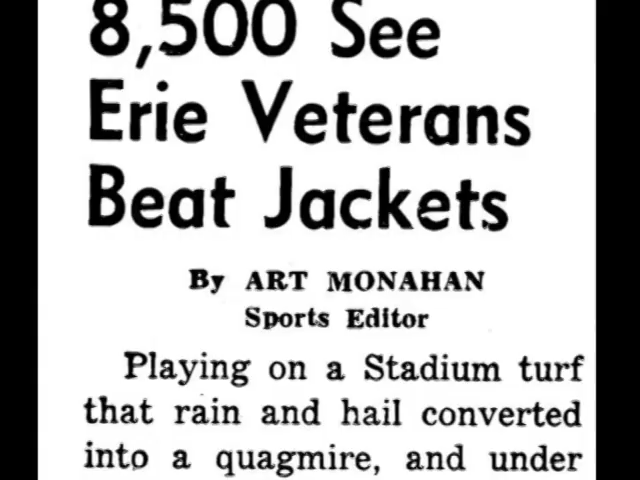 8,500 See
Erie Veterans
Beat Jackets
By ART MONAHAN
Sports Editor
Playing on a Stadium turf
that rain and hail converted
into a quagmire, and under